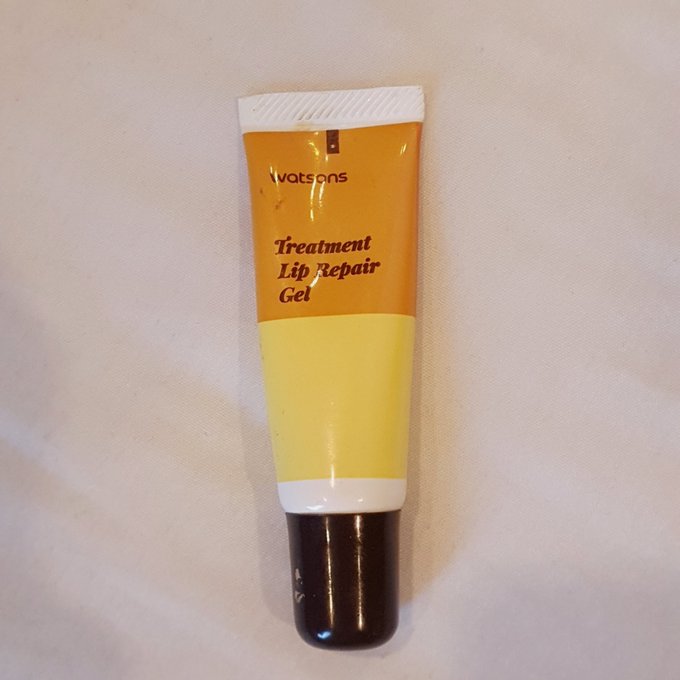 watsons
Treatment
Lip Repair
Gel